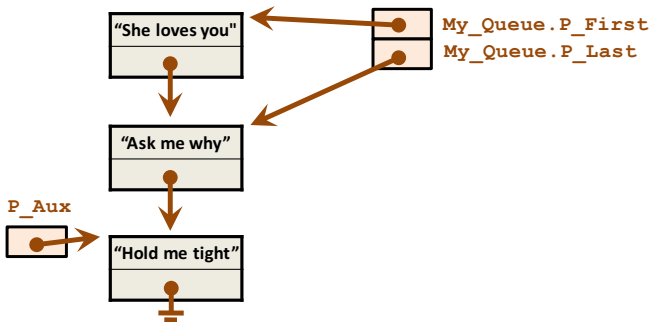 “She loves you"
My_Queue.P_First
My_Queue.P_Last
“Ask me why”
P_Aux
“Hold me tight”